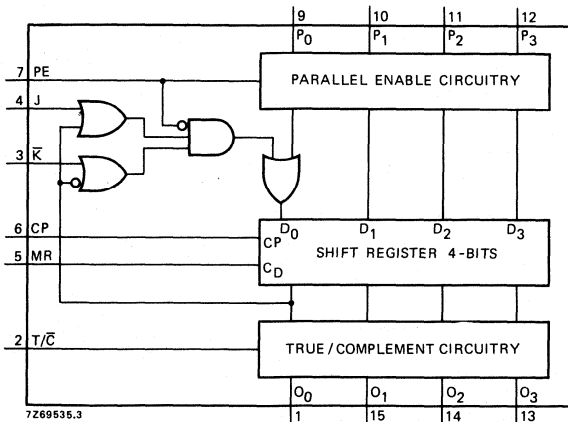 9 10 11 12
P0 P1 P2 P3
7 PE
PARALLEL ENABLE CIRCUITRY
4 J
3 K̅
6 CP
D0 D1 D2 D3
CP
SHIFT REGISTER 4-BITS
5 MR
CD
2 T/C̅
TRUE/COMPLEMENT CIRCUITRY
O0 O1 O2 O3
7Z69535.3
1 15 14 13